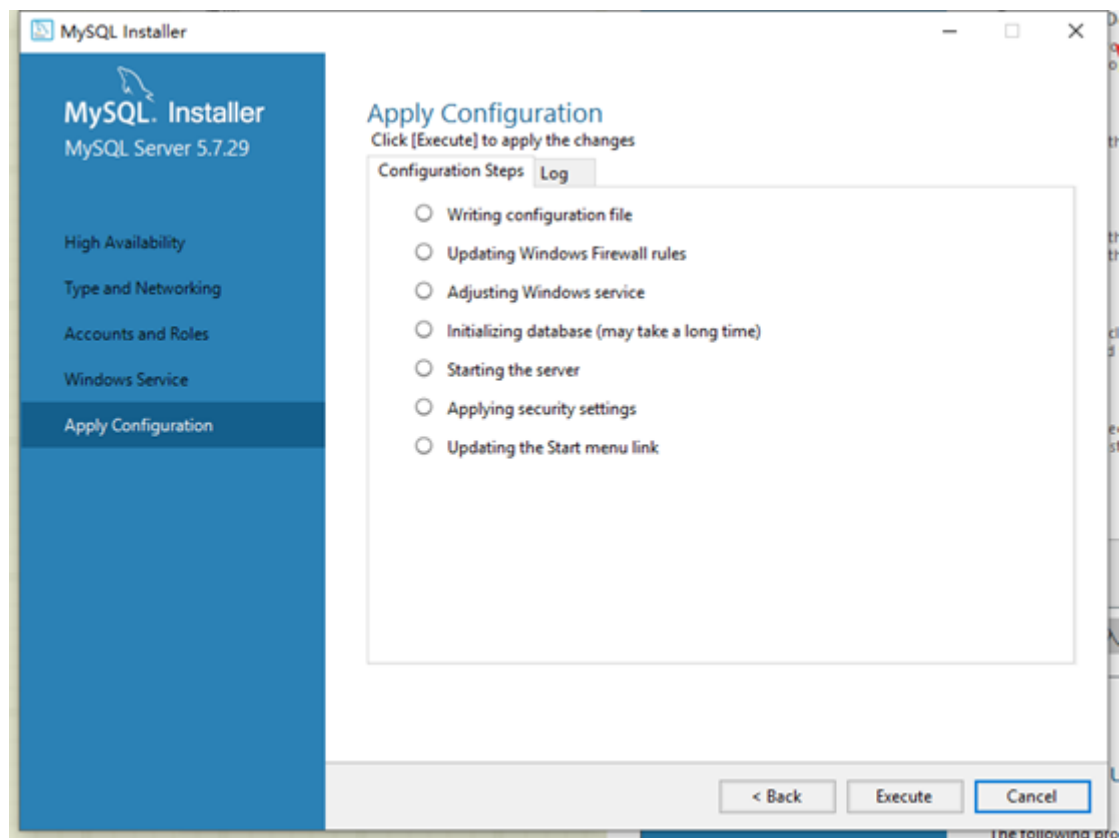 MySQL Installer
MySQL. Installer
MySQL Server 5.7.29
High Availability
Type and Networking
Accounts and Roles
Windows Service
Apply Configuration
Apply Configuration
Click [Execute] to apply the changes
Configuration Steps
Log
Writing configuration file
Updating Windows Firewall rules
Adjusting Windows service
Initializing database (may take a long time)
Starting the server
Applying security settings
Updating the Start menu link
< Back
Execute
Cancel
The following